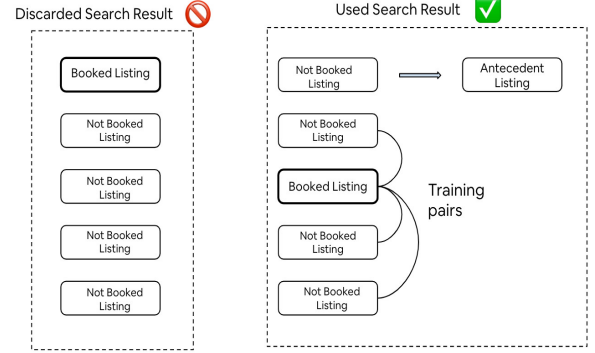 Discarded Search Result
Booked Listing
Not Booked
Listing
Not Booked
Listing
Not Booked
Listing
Not Booked
Listing
Used Search Result
Not Booked
Listing
Antecedent
Listing
Not Booked
Listing
Booked Listing
Training
pairs
Not Booked
Listing
Not Booked
Listing